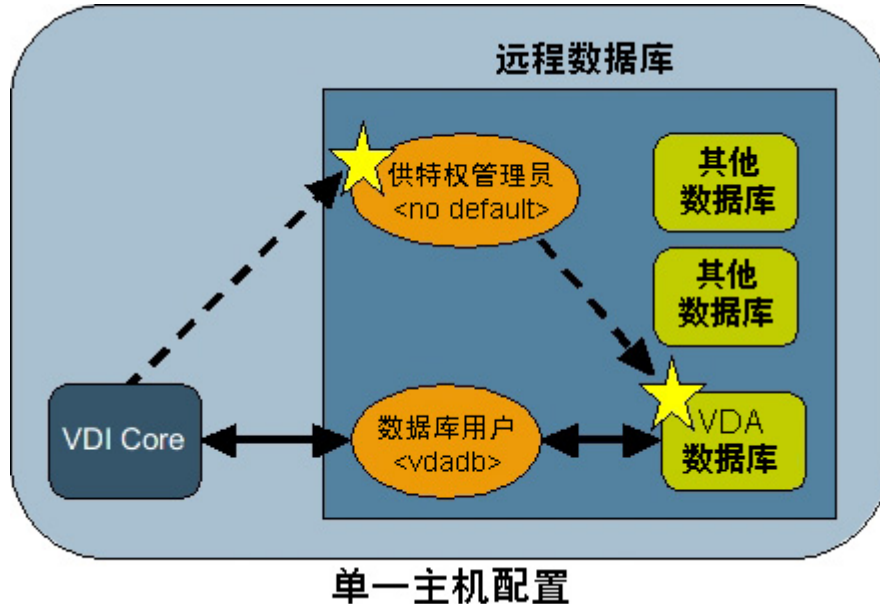 远程数据库
供特权管理员
<no default>
其他
数据库
其他
数据库
VDI Core
数据库用户
<vdadb>
VDA
数据库
单一主机配置